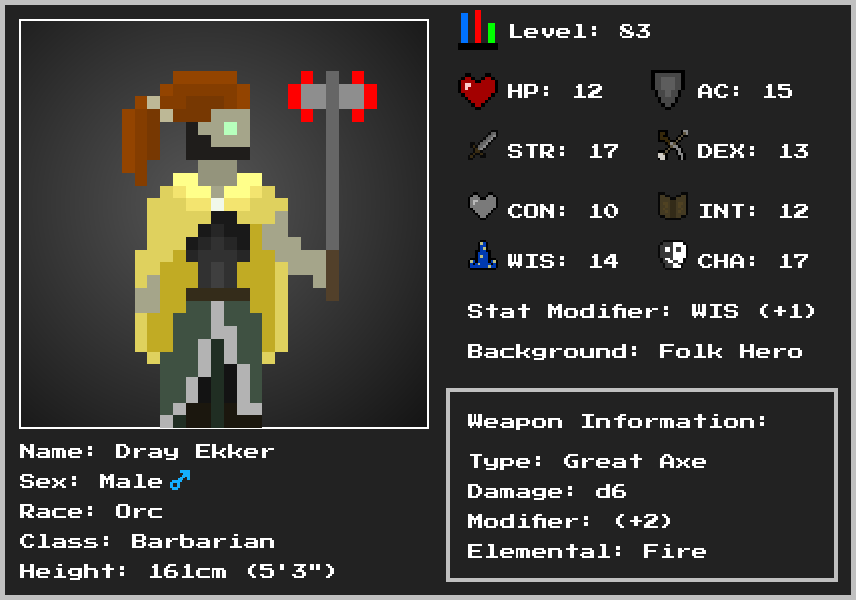 Level: 83
HP: 12
AC: 15
STR: 17
DEX: 13
CON: 10
INT: 12
WIS: 14
CHA: 17
Stat Modifier: WIS (+1)
Background: Folk Hero
Weapon Information:
Type: Great Axe
Damage: d6
Modifier: (+2)
Elemental: Fire
Name: Dray Ekker
Sex: Male ♂
Race: Orc
Class: Barbarian
Height: 161cm (5'3")